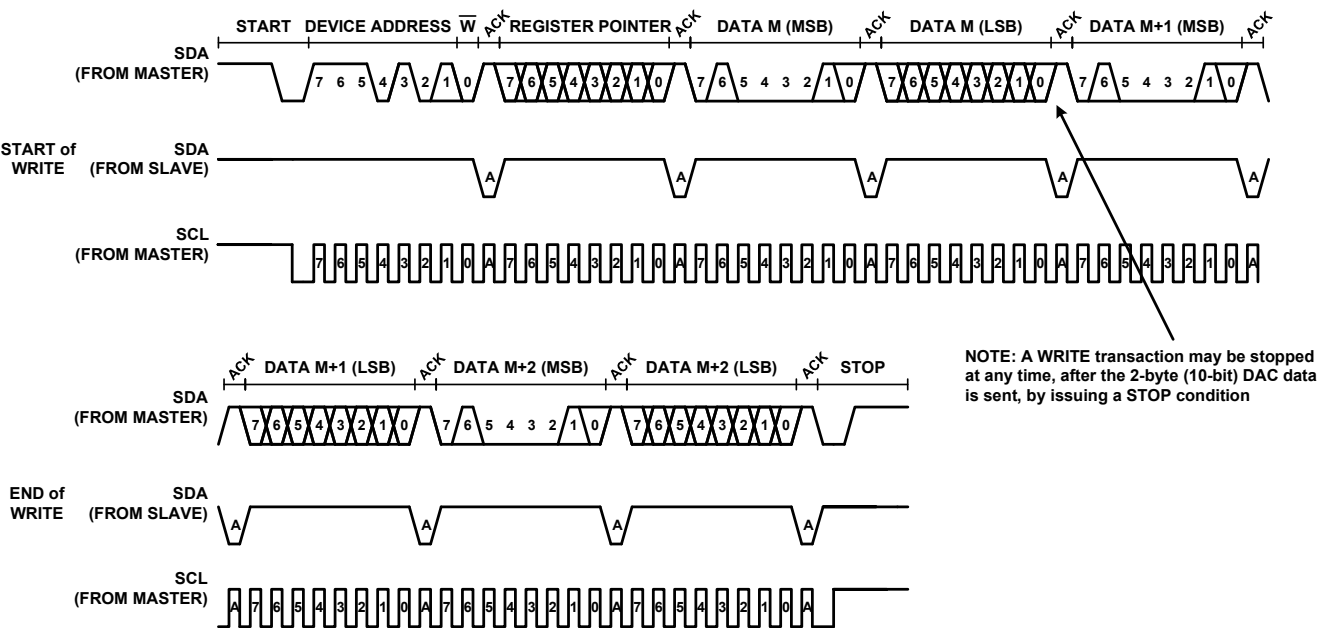 START DEVICE ADDRESS W ACK REGISTER POINTER ACK DATA M (MSB) ACK DATA M (LSB) ACK DATA M+1 (MSB) ACK
SDA
(FROM MASTER)
7 6 5 4 3 2 1 0 7 6 5 4 3 2 1 0 7 6 5 4 3 2 1 0 7 6 5 4 3 2 1 0 7 6 5 4 3 2 1 0
START of
WRITE
SDA
(FROM SLAVE)
A A A A A
SCL
(FROM MASTER)
7 6 5 4 3 2 1 0 A 7 6 5 4 3 2 1 0 A 7 6 5 4 3 2 1 0 A 7 6 5 4 3 2 1 0 A 7 6 5 4 3 2 1 0 A
NOTE: A WRITE transaction may be stopped
at any time, after the 2-byte (10-bit) DAC data
is sent, by issuing a STOP condition
ACK DATA M+1 (LSB) ACK DATA M+2 (MSB) ACK DATA M+2 (LSB) ACK STOP
SDA
(FROM MASTER)
7 6 5 4 3 2 1 0 7 6 5 4 3 2 1 0 7 6 5 4 3 2 1 0
END of
WRITE
SDA
(FROM SLAVE)
A A A A
SCL
(FROM MASTER)
A 7 6 5 4 3 2 1 0 A 7 6 5 4 3 2 1 0 A 7 6 5 4 3 2 1 0 A